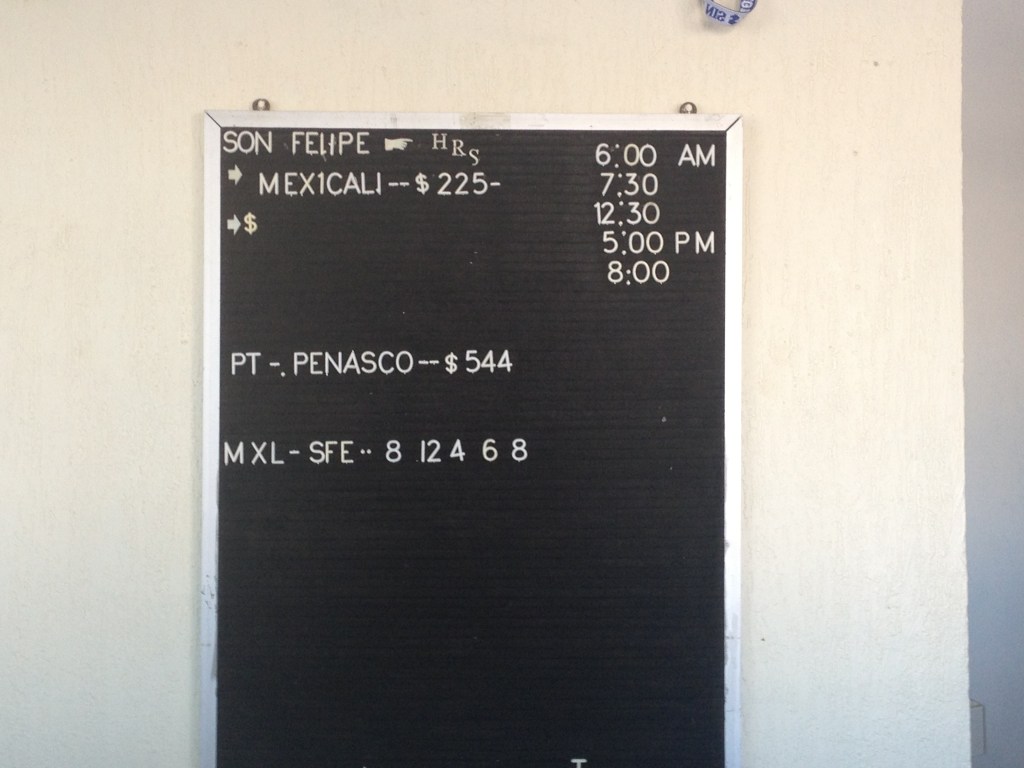 SON FELIPE HRS 6:00 AM
MEX1CALI--$225- 7:30
$ 12:30
5:00 PM
8:00
PT-.PENASCO--$544
MXL-SFE·· 8 12 4 6 8
T